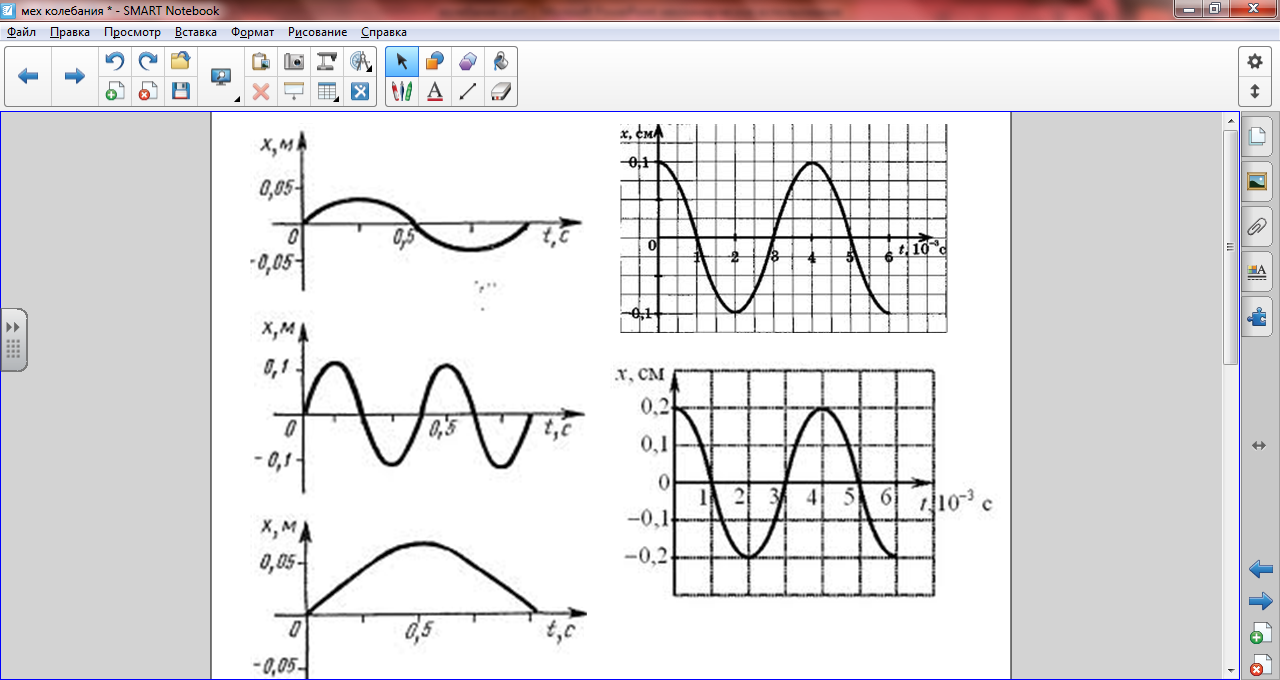 мех колебания * - SMART Notebook
Файл Правка Просмотр Вставка Формат Рисование Справка
x, м
0,05
0
0,5
t, с
-0,05
x, м
0,1
0
0,5
t, с
-0,1
x, м
0,05
0
0,5
t, с
-0,05
x, см
0,1
0
1 2 3 4 5 6
t, 10⁻³с
-0,1
x, см
0,2
0,1
0
1 2 3 4 5 6
t, 10⁻³ с
−0,1
−0,2